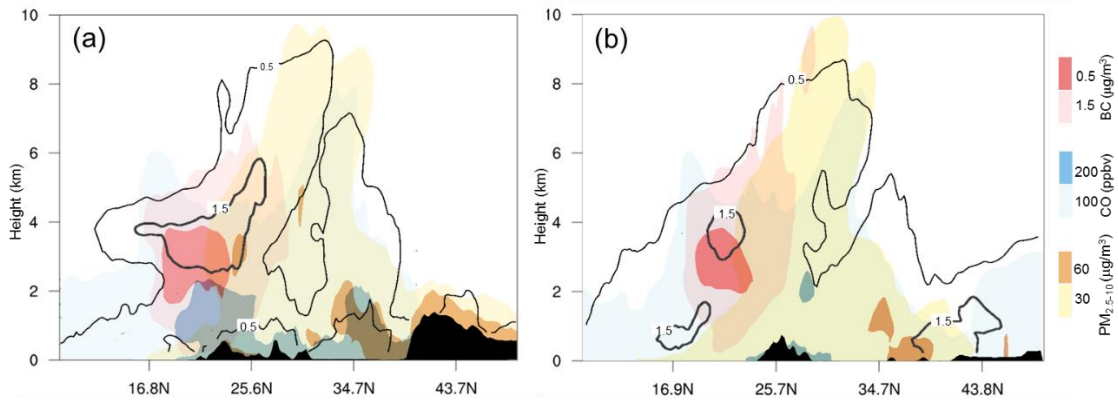 (a)
10
8
6
4
2
0
Height (km)
0.5
1.5
0.5
16.8N 25.6N 34.7N 43.7N
(b)
10
8
6
4
2
0
Height (km)
0.5
1.5
1.5
1.5
16.9N 25.7N 34.7N 43.8N
0.5
1.5
BC (μg/m³)
200
100
CO (ppbv)
60
30
PM₂.₅₋₁₀ (μg/m³)